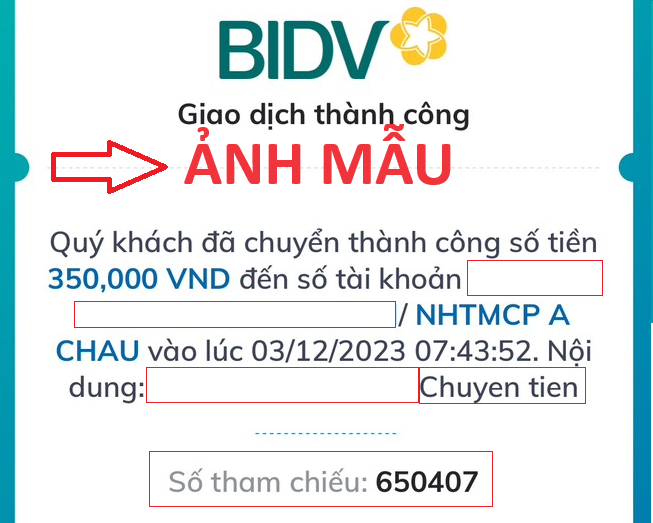 BIDV
Giao dịch thành công
ẢNH MẪU
Quý khách đã chuyển thành công số tiền
350,000 VND đến số tài khoản
/ NHTMCP A
CHAU vào lúc 03/12/2023 07:43:52. Nội
dung: Chuyen tien
Số tham chiếu: 650407